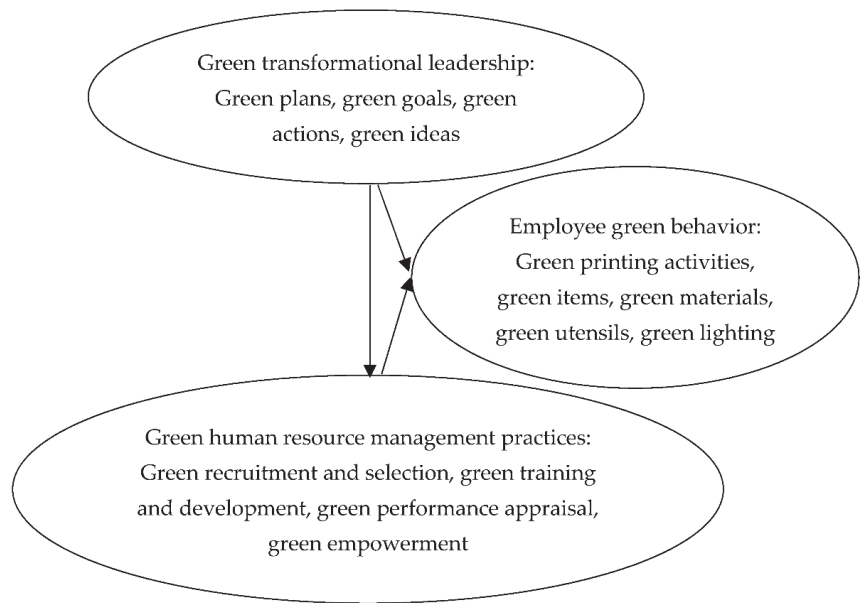 Green transformational leadership:
Green plans, green goals, green
actions, green ideas
Employee green behavior:
Green printing activities,
green items, green materials,
green utensils, green lighting
Green human resource management practices:
Green recruitment and selection, green training
and development, green performance appraisal,
green empowerment